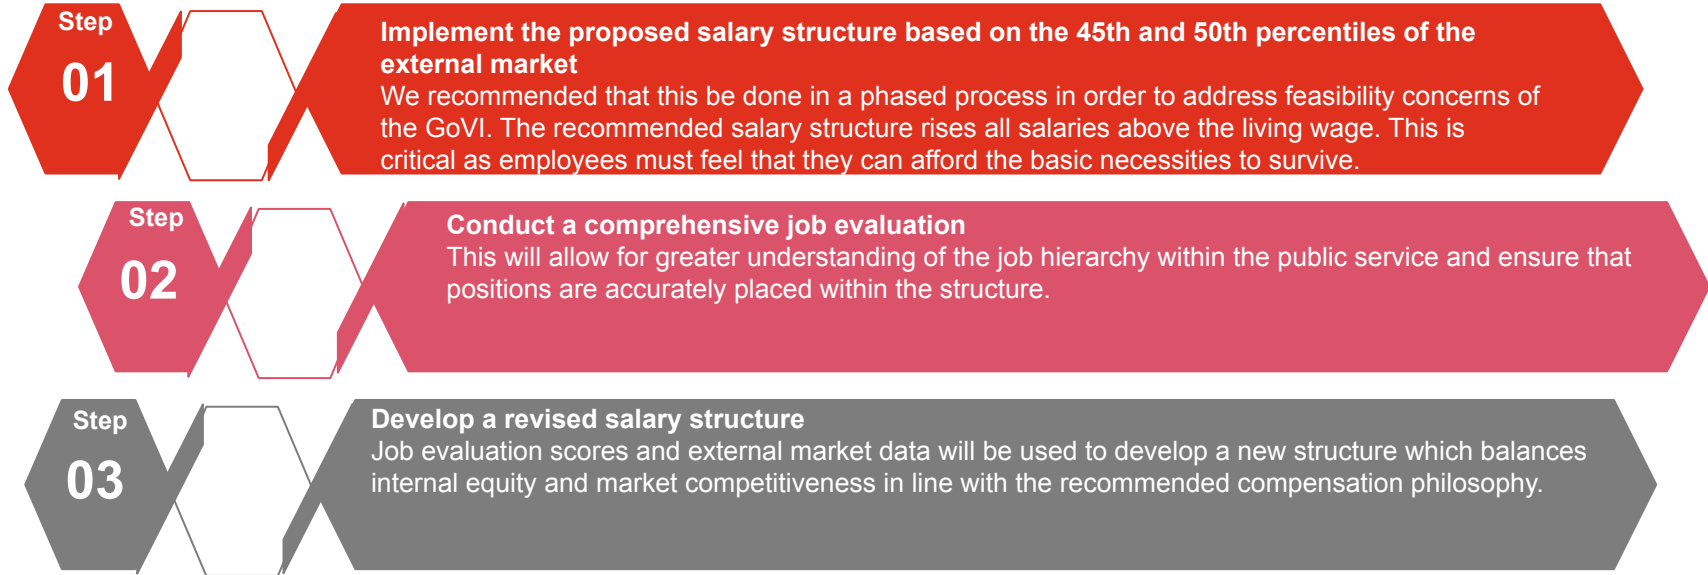 Step
01
Implement the proposed salary structure based on the 45th and 50th percentiles of the
external market
We recommended that this be done in a phased process in order to address feasibility concerns of
the GoVI. The recommended salary structure rises all salaries above the living wage. This is
critical as employees must feel that they can afford the basic necessities to survive.
Step
02
Conduct a comprehensive job evaluation
This will allow for greater understanding of the job hierarchy within the public service and ensure that
positions are accurately placed within the structure.
Step
03
Develop a revised salary structure
Job evaluation scores and external market data will be used to develop a new structure which balances
internal equity and market competitiveness in line with the recommended compensation philosophy.